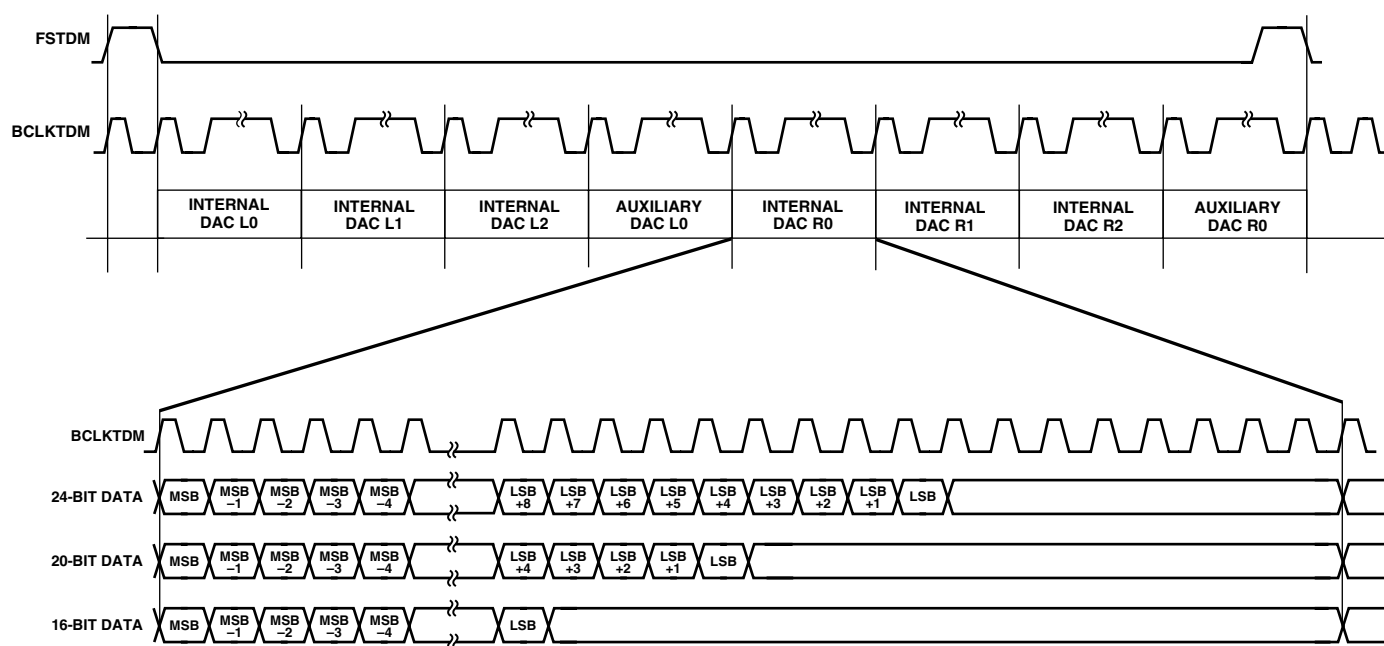 FSTDM
BCLKTDM
INTERNAL
DAC L0
INTERNAL
DAC L1
INTERNAL
DAC L2
AUXILIARY
DAC L0
INTERNAL
DAC R0
INTERNAL
DAC R1
INTERNAL
DAC R2
AUXILIARY
DAC R0
BCLKTDM
24-BIT DATA
MSB
MSB
–1
MSB
–2
MSB
–3
MSB
–4
LSB
+8
LSB
+7
LSB
+6
LSB
+5
LSB
+4
LSB
+3
LSB
+2
LSB
+1
LSB
20-BIT DATA
MSB
MSB
–1
MSB
–2
MSB
–3
MSB
–4
LSB
+4
LSB
+3
LSB
+2
LSB
+1
LSB
16-BIT DATA
MSB
MSB
–1
MSB
–2
MSB
–3
MSB
–4
LSB